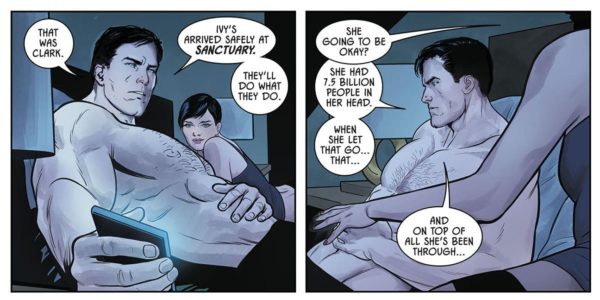 THAT
WAS
CLARK.
IVY'S
ARRIVED SAFELY AT
SANCTUARY.
THEY'LL
DO WHAT
THEY DO.
SHE
GOING TO BE
OKAY?
SHE HAD
7.5 BILLION
PEOPLE IN
HER HEAD.
WHEN
SHE LET
THAT GO...
THAT...
AND
ON TOP OF
ALL SHE'S BEEN
THROUGH...